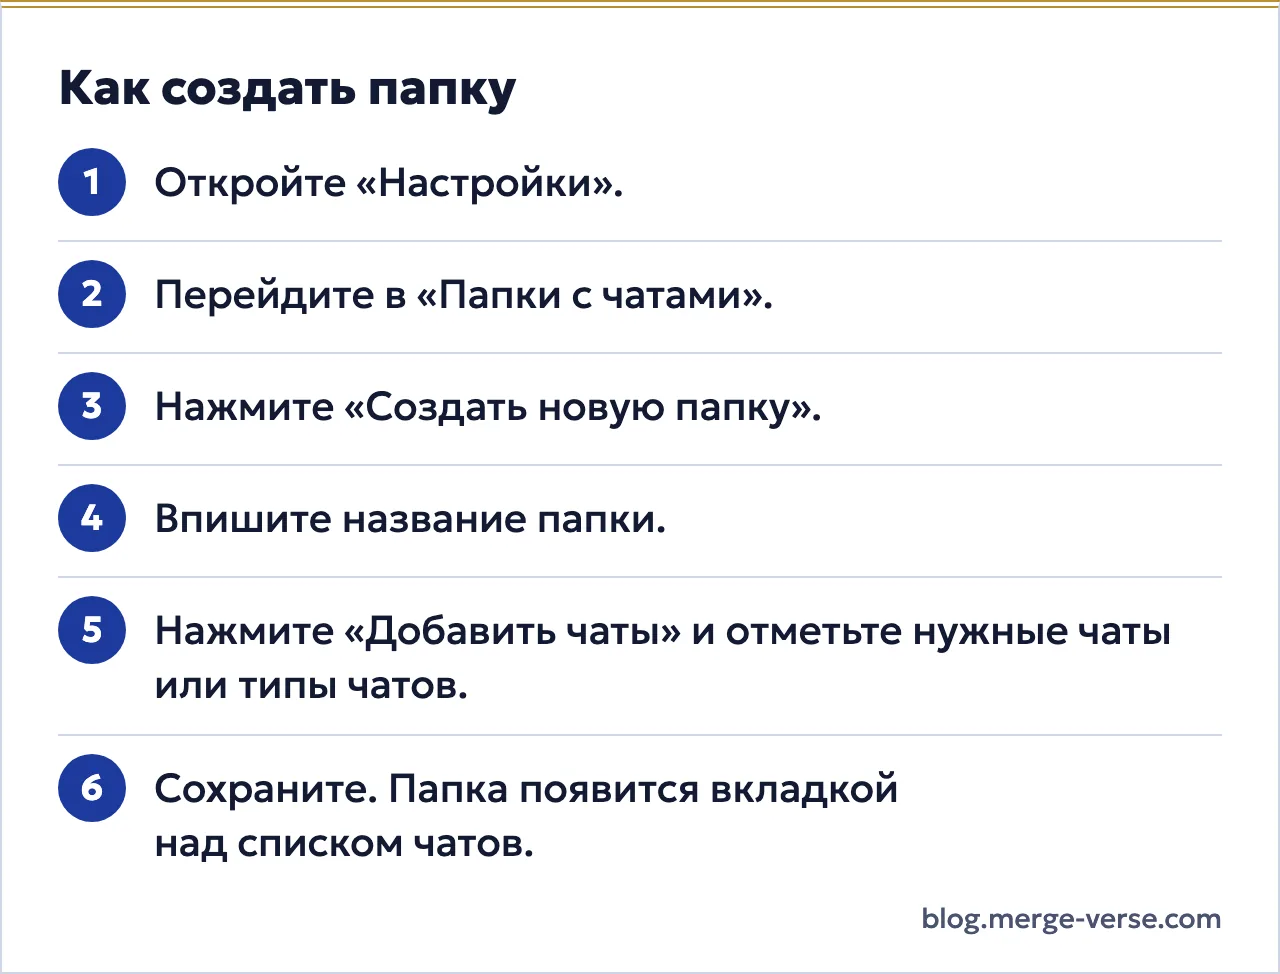 Как создать папку
1 Откройте «Настройки».
2 Перейдите в «Папки с чатами».
3 Нажмите «Создать новую папку».
4 Впишите название папки.
5 Нажмите «Добавить чаты» и отметьте нужные чаты
или типы чатов.
6 Сохраните. Папка появится вкладкой
над списком чатов.
blog.merge-verse.com